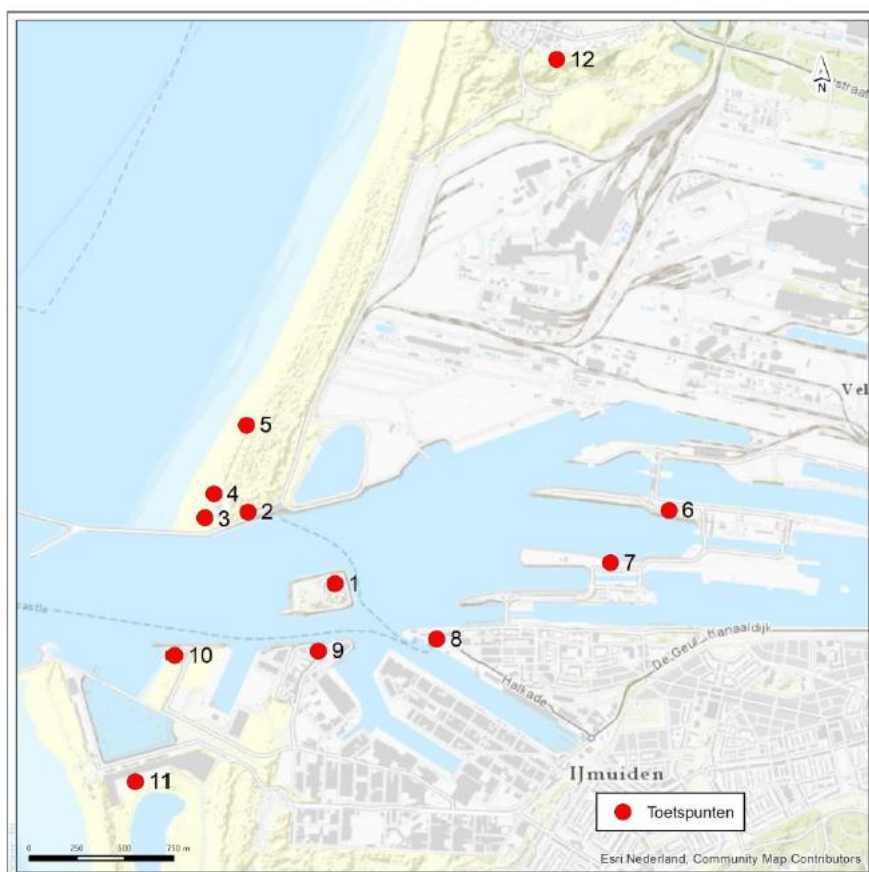 12
N
straat
Vel
5
4
3
2
6
7
1
castle
8
9
10
De Geul
Kanaaldijk
Halkade
11
IJmuiden
Toetspunten
0 250 500 750 m
Esri Nederland, Community Map Contributors